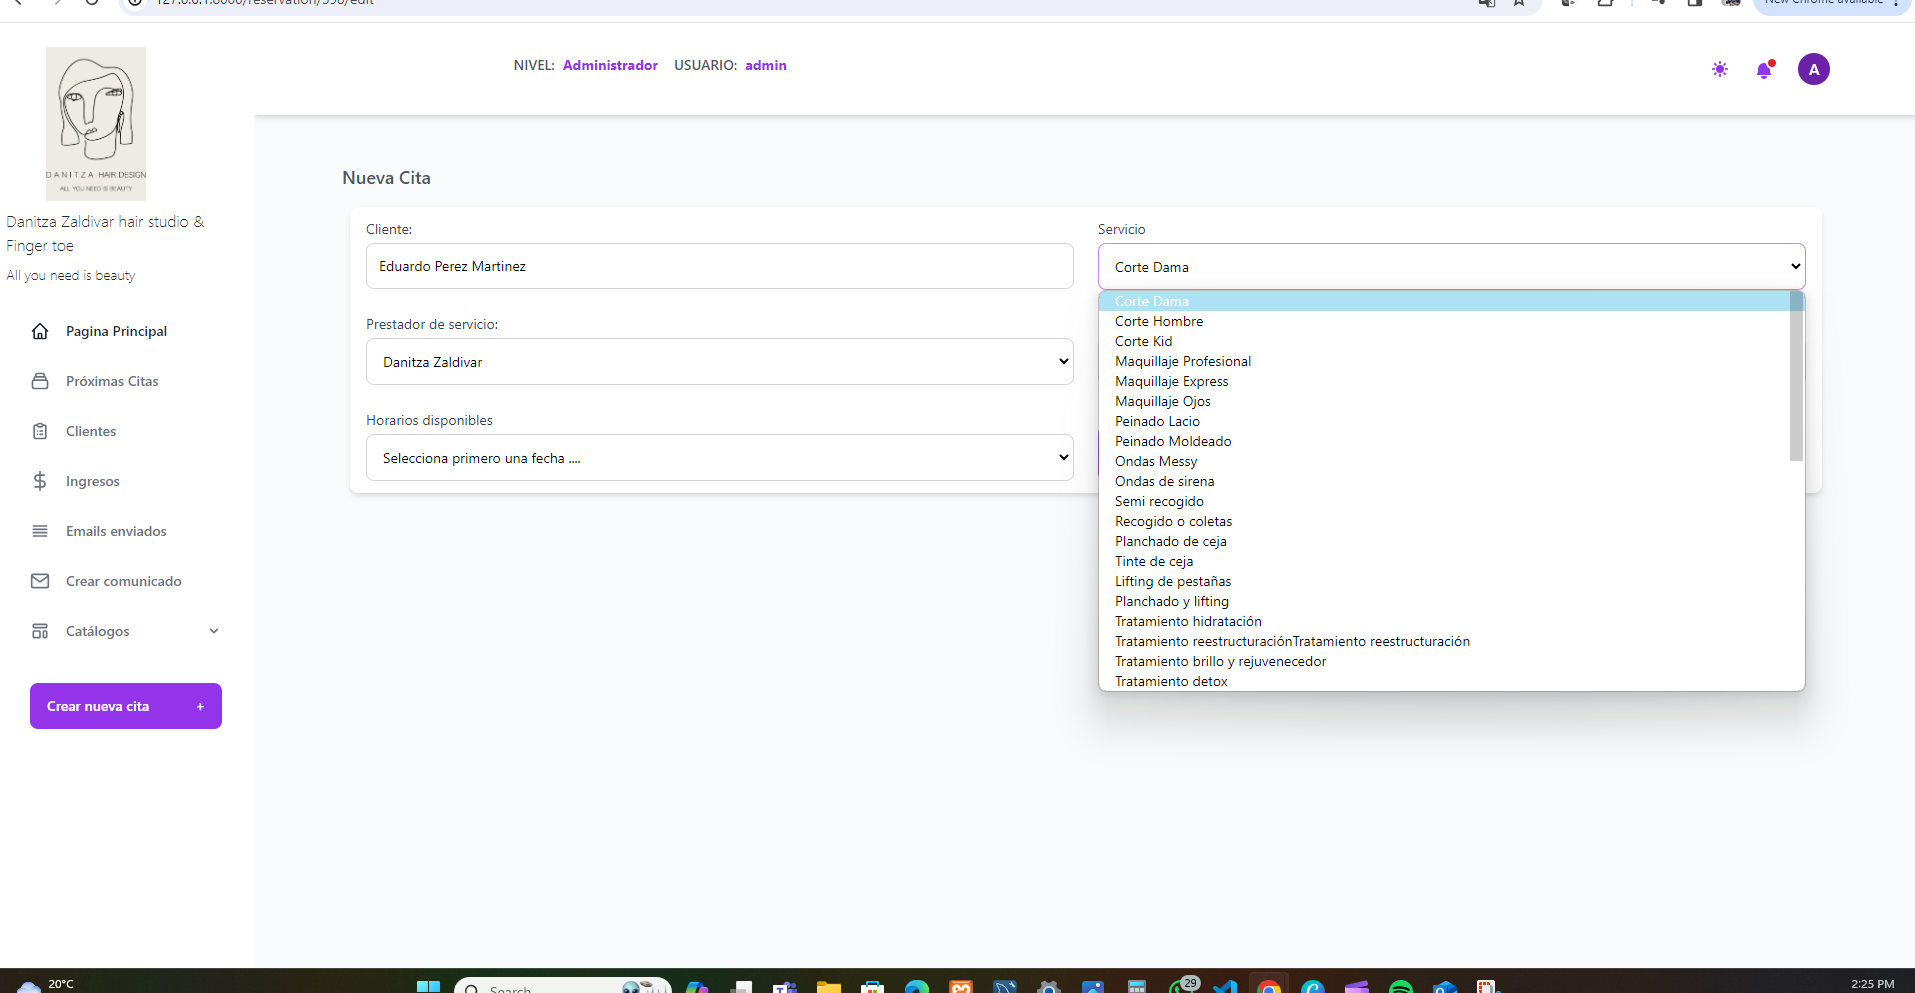 127.0.0.1:8000/reservation/598/edit
New Chrome available
DANITZA HAIR DESIGN
ALL YOU NEED IS BEAUTY
Danitza Zaldivar hair studio &
Finger toe
All you need is beauty
Pagina Principal
Próximas Citas
Clientes
Ingresos
Emails enviados
Crear comunicado
Catálogos
Crear nueva cita +
NIVEL: Administrador USUARIO: admin
A
Nueva Cita
Cliente:
Eduardo Perez Martinez
Servicio
Corte Dama
Prestador de servicio:
Danitza Zaldivar
Horarios disponibles
Selecciona primero una fecha ....
Corte Dama
Corte Hombre
Corte Kid
Maquillaje Profesional
Maquillaje Express
Maquillaje Ojos
Peinado Lacio
Peinado Moldeado
Ondas Messy
Ondas de sirena
Semi recogido
Recogido o coletas
Planchado de ceja
Tinte de ceja
Lifting de pestañas
Planchado y lifting
Tratamiento hidratación
Tratamiento reestructuraciónTratamiento reestructuración
Tratamiento brillo y rejuvenecedor
Tratamiento detox
20°C
Search
29
2:25 PM